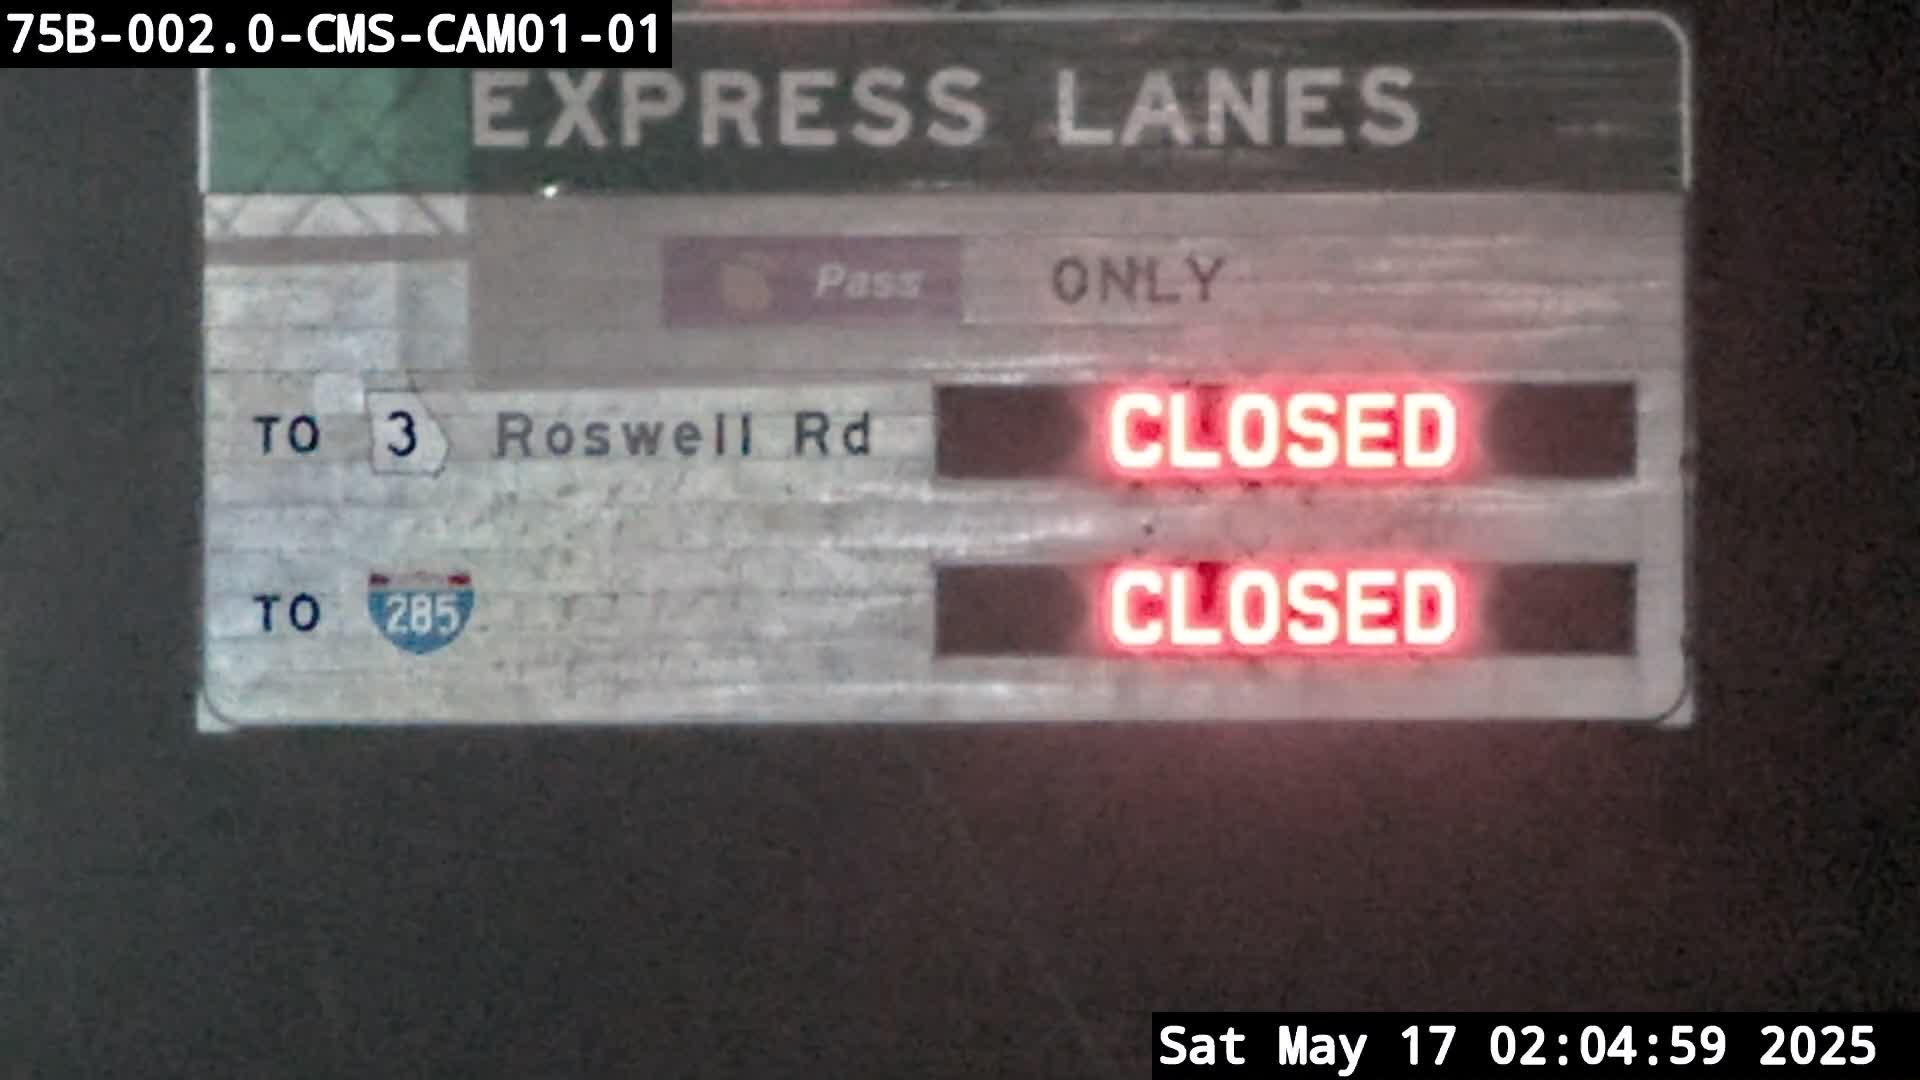 75B-002.0-CMS-CAM01-01
EXPRESS LANES
Pass ONLY
TO 3 Roswell Rd CLOSED
TO 285 CLOSED
Sat May 17 02:04:59 2025